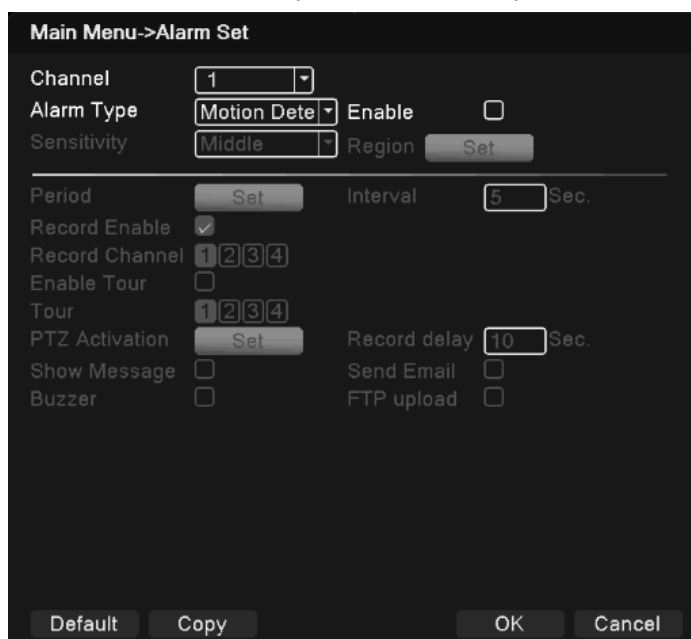 Main Menu->Alarm Set
Channel 1
Alarm Type Motion Dete Enable
Sensitivity Middle Region Set
Period Set Interval 5 Sec.
Record Enable
Record Channel 1 2 3 4
Enable Tour
Tour 1 2 3 4
PTZ Activation Set Record delay 10 Sec.
Show Message Send Email
Buzzer FTP upload
Default Copy OK Cancel